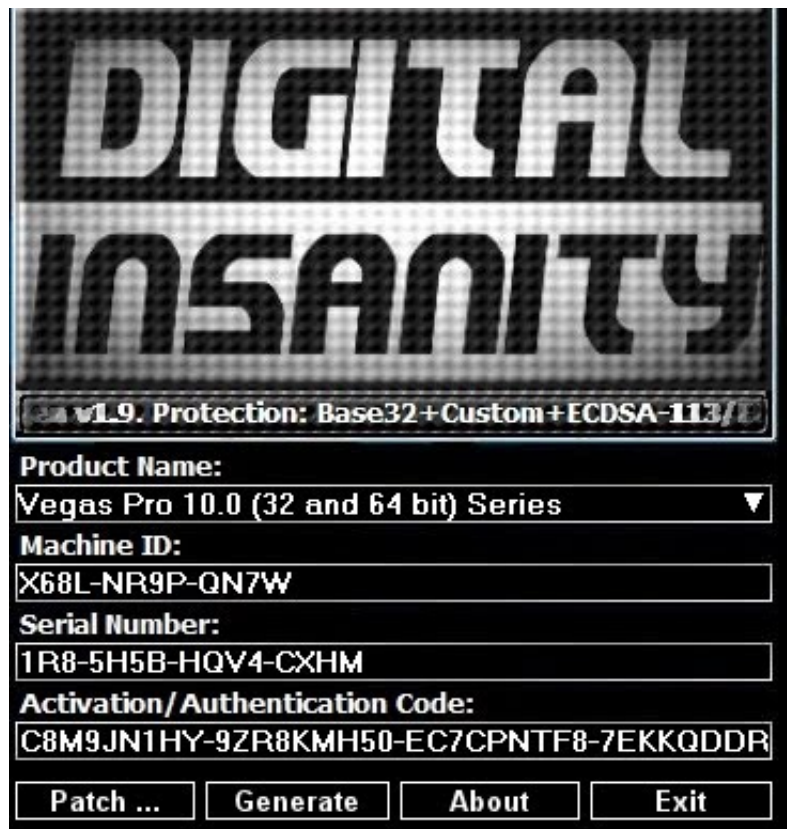 DIGITAL
INSANITY
v1.9. Protection: Base32+Custom+ECDSA-113/
Product Name:
Vegas Pro 10.0 (32 and 64 bit) Series
Machine ID:
X68L-NR9P-QN7W
Serial Number:
1R8-5H5B-HQV4-CXHM
Activation/Authentication Code:
C8M9JN1HY-9ZR8KMH50-EC7CPNTF8-7EKKQDDR
Patch ... Generate About Exit